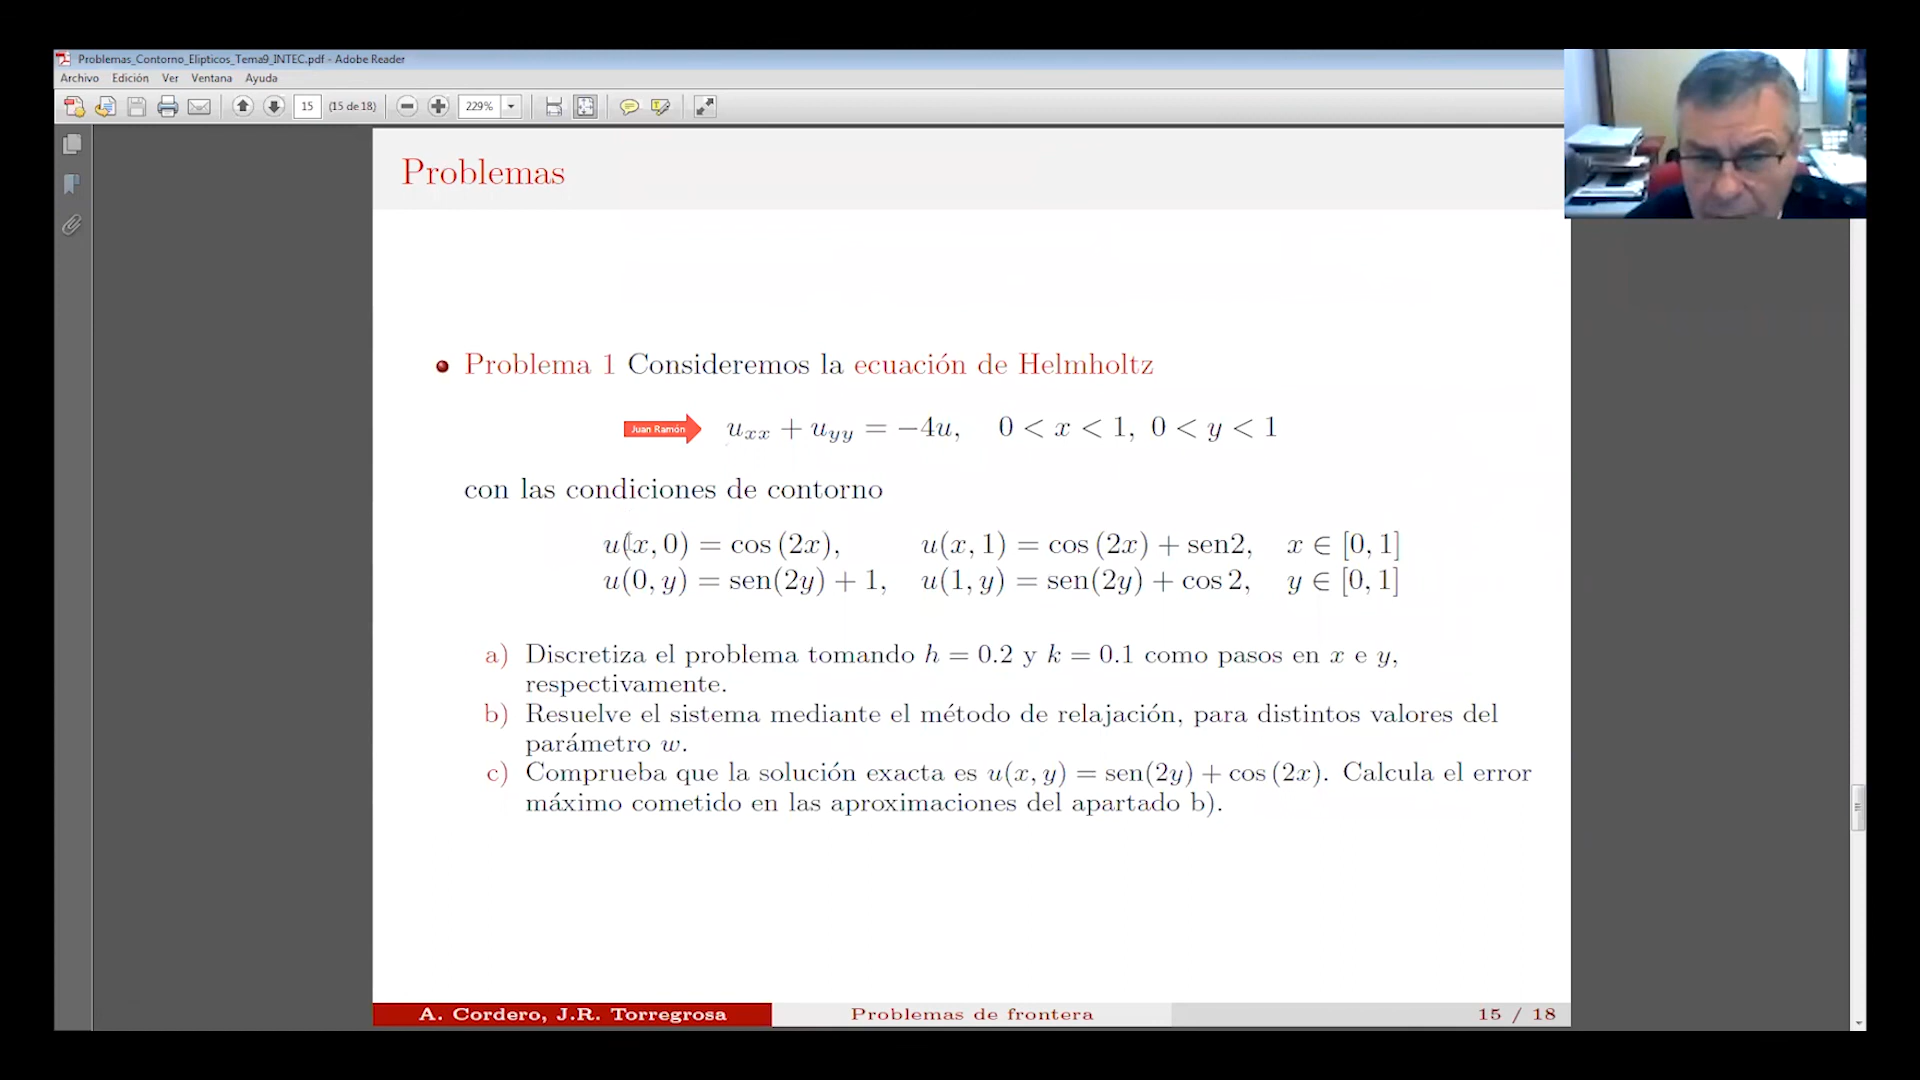 Problemas_Contorno_Elipticos_Tema9_INTEC.pdf - Adobe Reader
Archivo Edición Ver Ventana Ayuda
15 (15 de 18) 229%
Problemas
Problema 1 Consideremos la ecuación de Helmholtz
Juan Ramón u_{xx} + u_{yy} = −4u, 0 < x < 1, 0 < y < 1
con las condiciones de contorno
u(x, 0) = cos (2x), u(x, 1) = cos (2x) + sen2, x ∈ [0, 1]
u(0, y) = sen(2y) + 1, u(1, y) = sen(2y) + cos 2, y ∈ [0, 1]
a) Discretiza el problema tomando h = 0.2 y k = 0.1 como pasos en x e y,
respectivamente.
b) Resuelve el sistema mediante el método de relajación, para distintos valores del
parámetro w.
c) Comprueba que la solución exacta es u(x, y) = sen(2y) + cos (2x). Calcula el error
máximo cometido en las aproximaciones del apartado b).
A. Cordero, J.R. Torregrosa Problemas de frontera 15 / 18